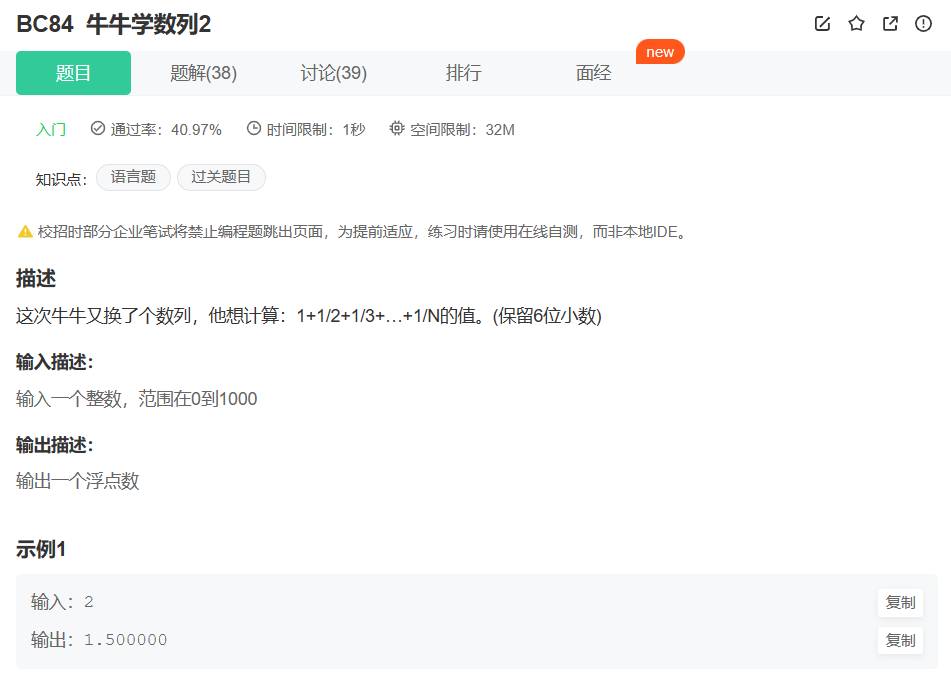 BC84 牛牛学数列2
题目 题解(38) 讨论(39) 排行 面经 new
入门 通过率：40.97% 时间限制：1秒 空间限制：32M
知识点： 语言题 过关题目
校招时部分企业笔试将禁止编程题跳出页面，为提前适应，练习时请使用在线自测，而非本地IDE。
描述
这次牛牛又换了个数列，他想计算：1+1/2+1/3+…+1/N的值。(保留6位小数)
输入描述：
输入一个整数，范围在0到1000
输出描述：
输出一个浮点数
示例1
输入：2 复制
输出：1.500000 复制